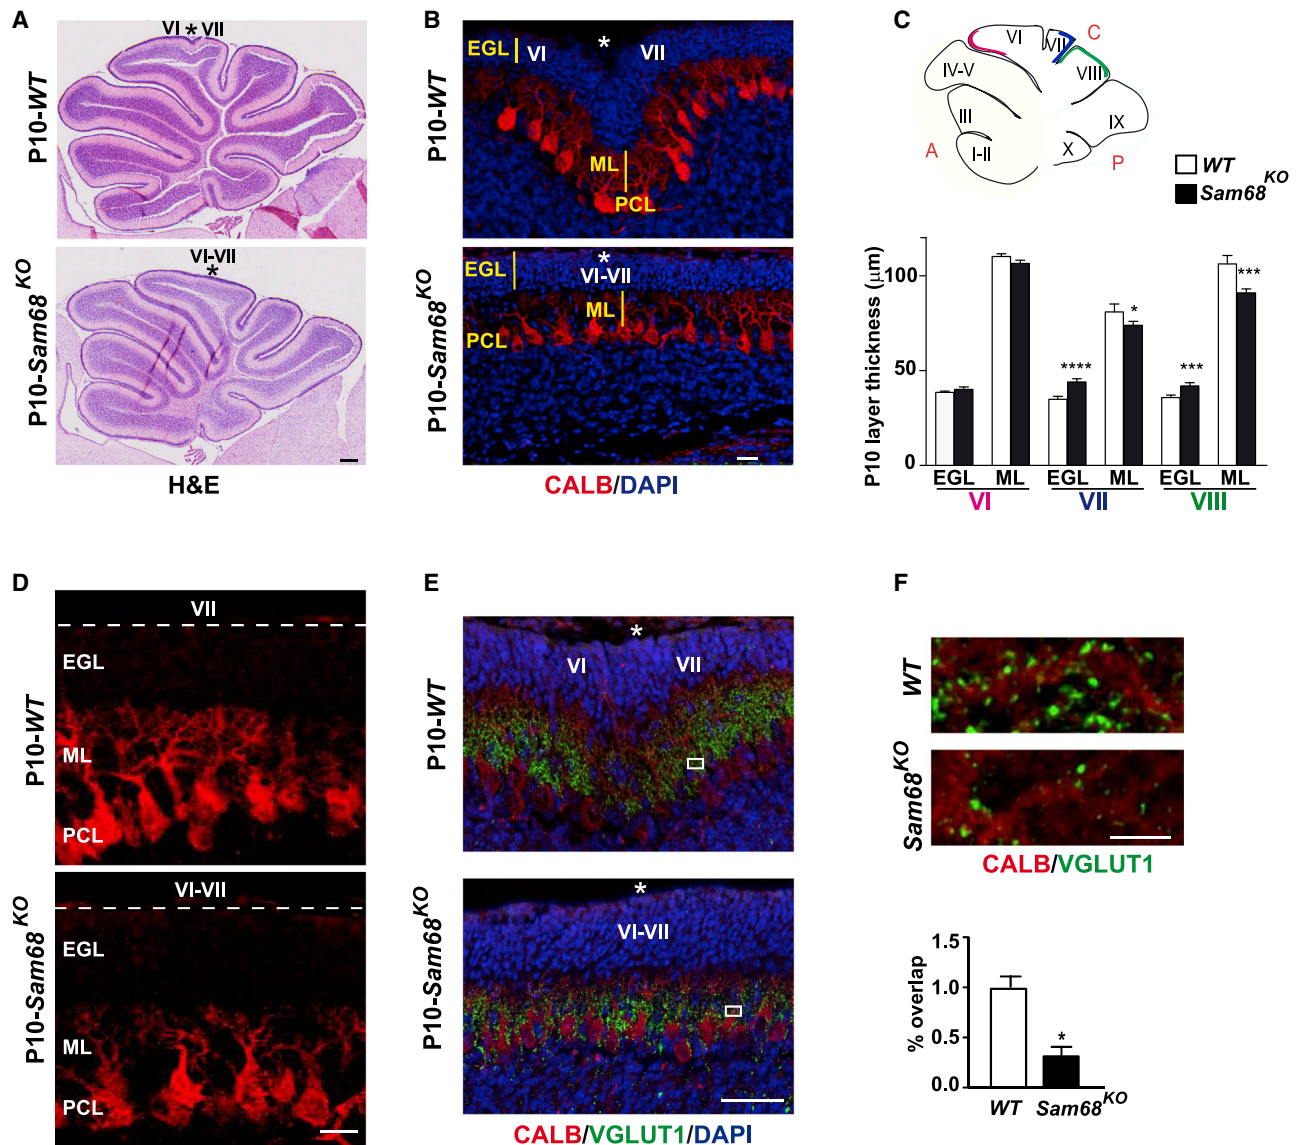 A
VI * VII
P10-WT
VI-VII
*
P10-Sam68KO
H&E
B
EGL
VI
*
VII
ML
PCL
P10-WT
*
EGL
VI-VII
ML
PCL
P10-Sam68KO
CALB/DAPI
C
VI
VII
C
VIII
IV-V
III
IX
A
I-II
X
P
WT
Sam68KO
P10 layer thickness (μm)
100
50
0
***
*
****
***
EGL ML EGL ML EGL ML
VI VII VIII
D
VII
EGL
ML
PCL
P10-WT
VI-VII
EGL
ML
PCL
P10-Sam68KO
E
*
VI
VII
P10-WT
*
VI-VII
P10-Sam68KO
CALB/VGLUT1/DAPI
F
WT
Sam68KO
CALB/VGLUT1
% overlap
1.5
1.0
0.5
0.0
*
WT Sam68KO